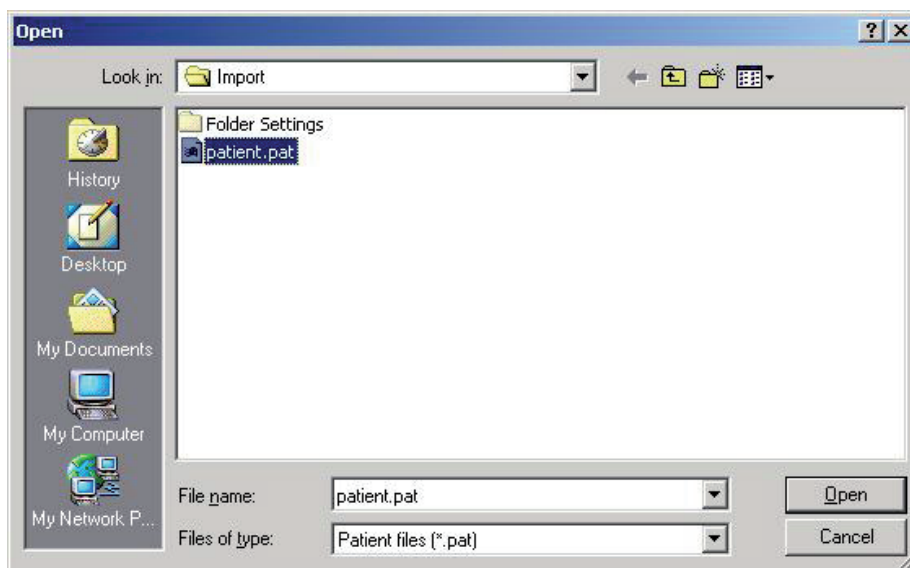 Open
Look in:
Import
Folder Settings
patient.pat
History
Desktop
My Documents
My Computer
My Network P...
File name:
patient.pat
Open
Files of type:
Patient files (*.pat)
Cancel